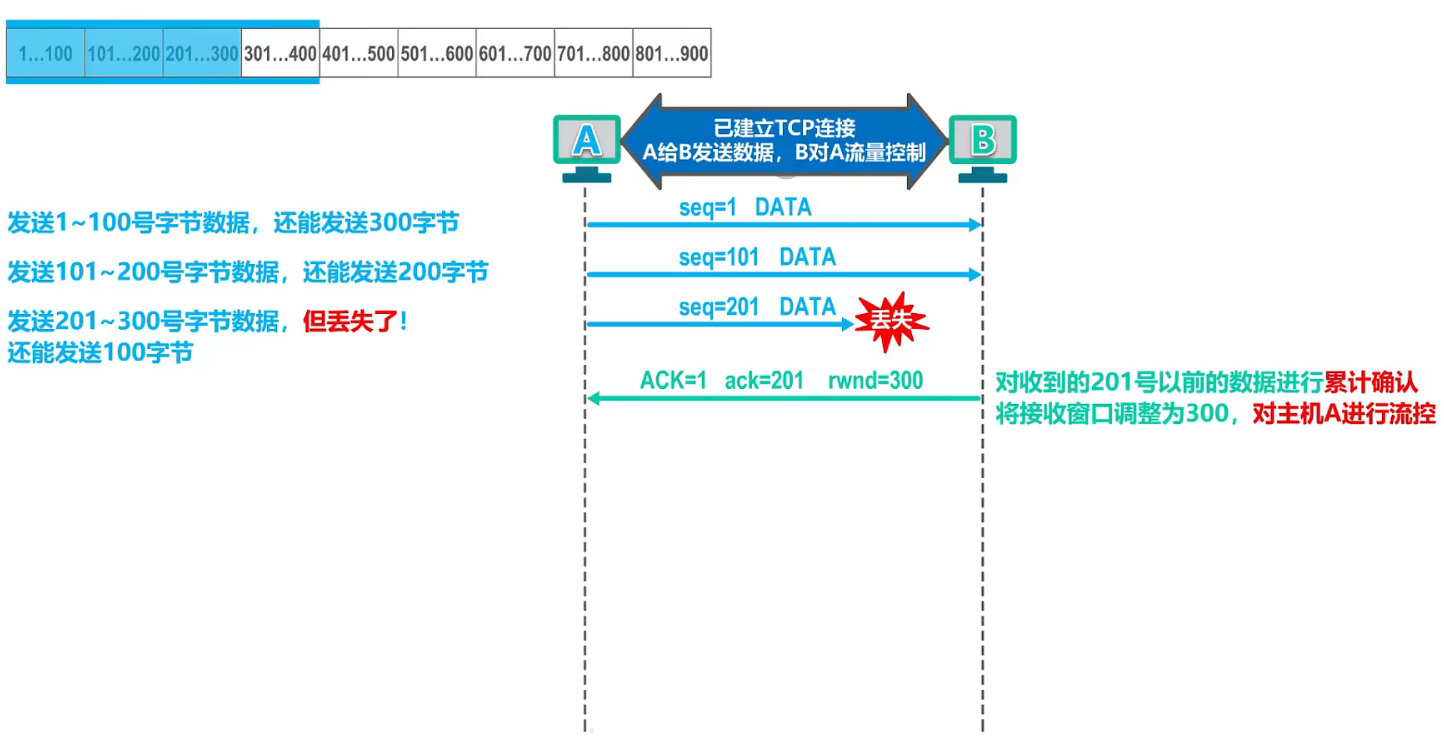 1...100 101...200 201...300 301...400 401...500 501...600 601...700 701...800 801...900
已建立TCP连接
A给B发送数据，B对A流量控制
A
B
发送1~100号字节数据，还能发送300字节
seq=1 DATA
发送101~200号字节数据，还能发送200字节
seq=101 DATA
发送201~300号字节数据，但丢失了！
还能发送100字节
seq=201 DATA
丢失
ACK=1 ack=201 rwnd=300
对收到的201号以前的数据进行累计确认
将接收窗口调整为300，对主机A进行流控